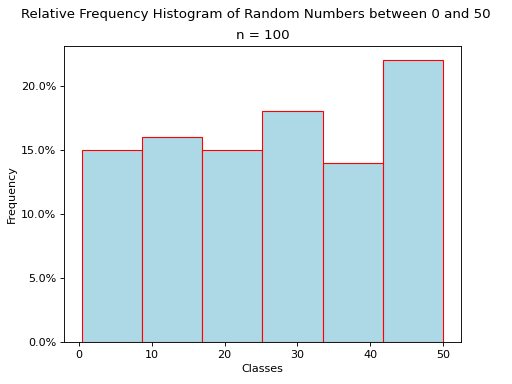 Relative Frequency Histogram of Random Numbers between 0 and 50
n = 100
20.0%
15.0%
10.0%
5.0%
0.0%
Frequency
0 10 20 30 40 50
Classes